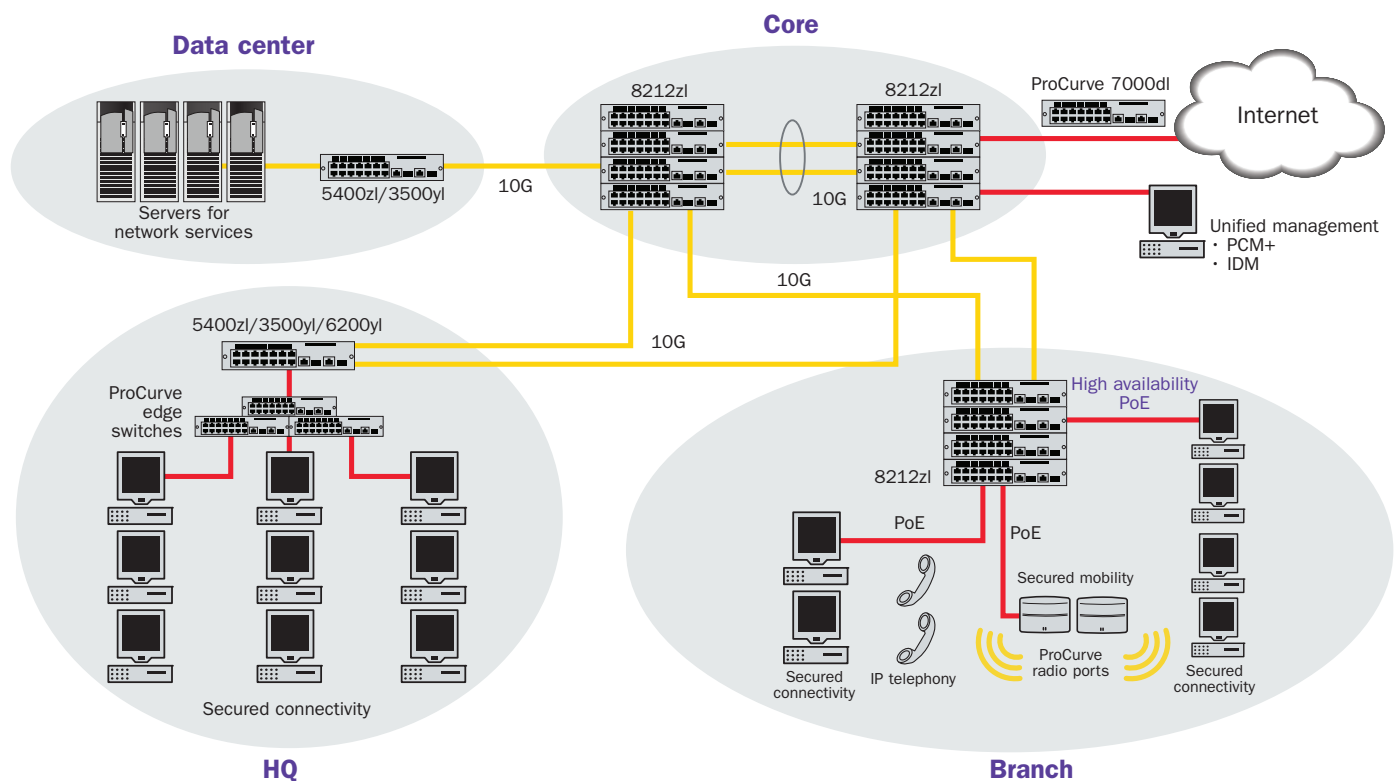 Data center
Core
8212zl
8212zl
ProCurve 7000dl
Internet
5400zl/3500yl
10G
10G
Servers for
network services
Unified management
· PCM+
· IDM
10G
5400zl/3500yl/6200yl
10G
ProCurve
edge
switches
High availability
PoE
8212zl
PoE
PoE
Secured mobility
ProCurve
radio ports
Secured
connectivity
IP telephony
Secured
connectivity
Secured connectivity
HQ
Branch